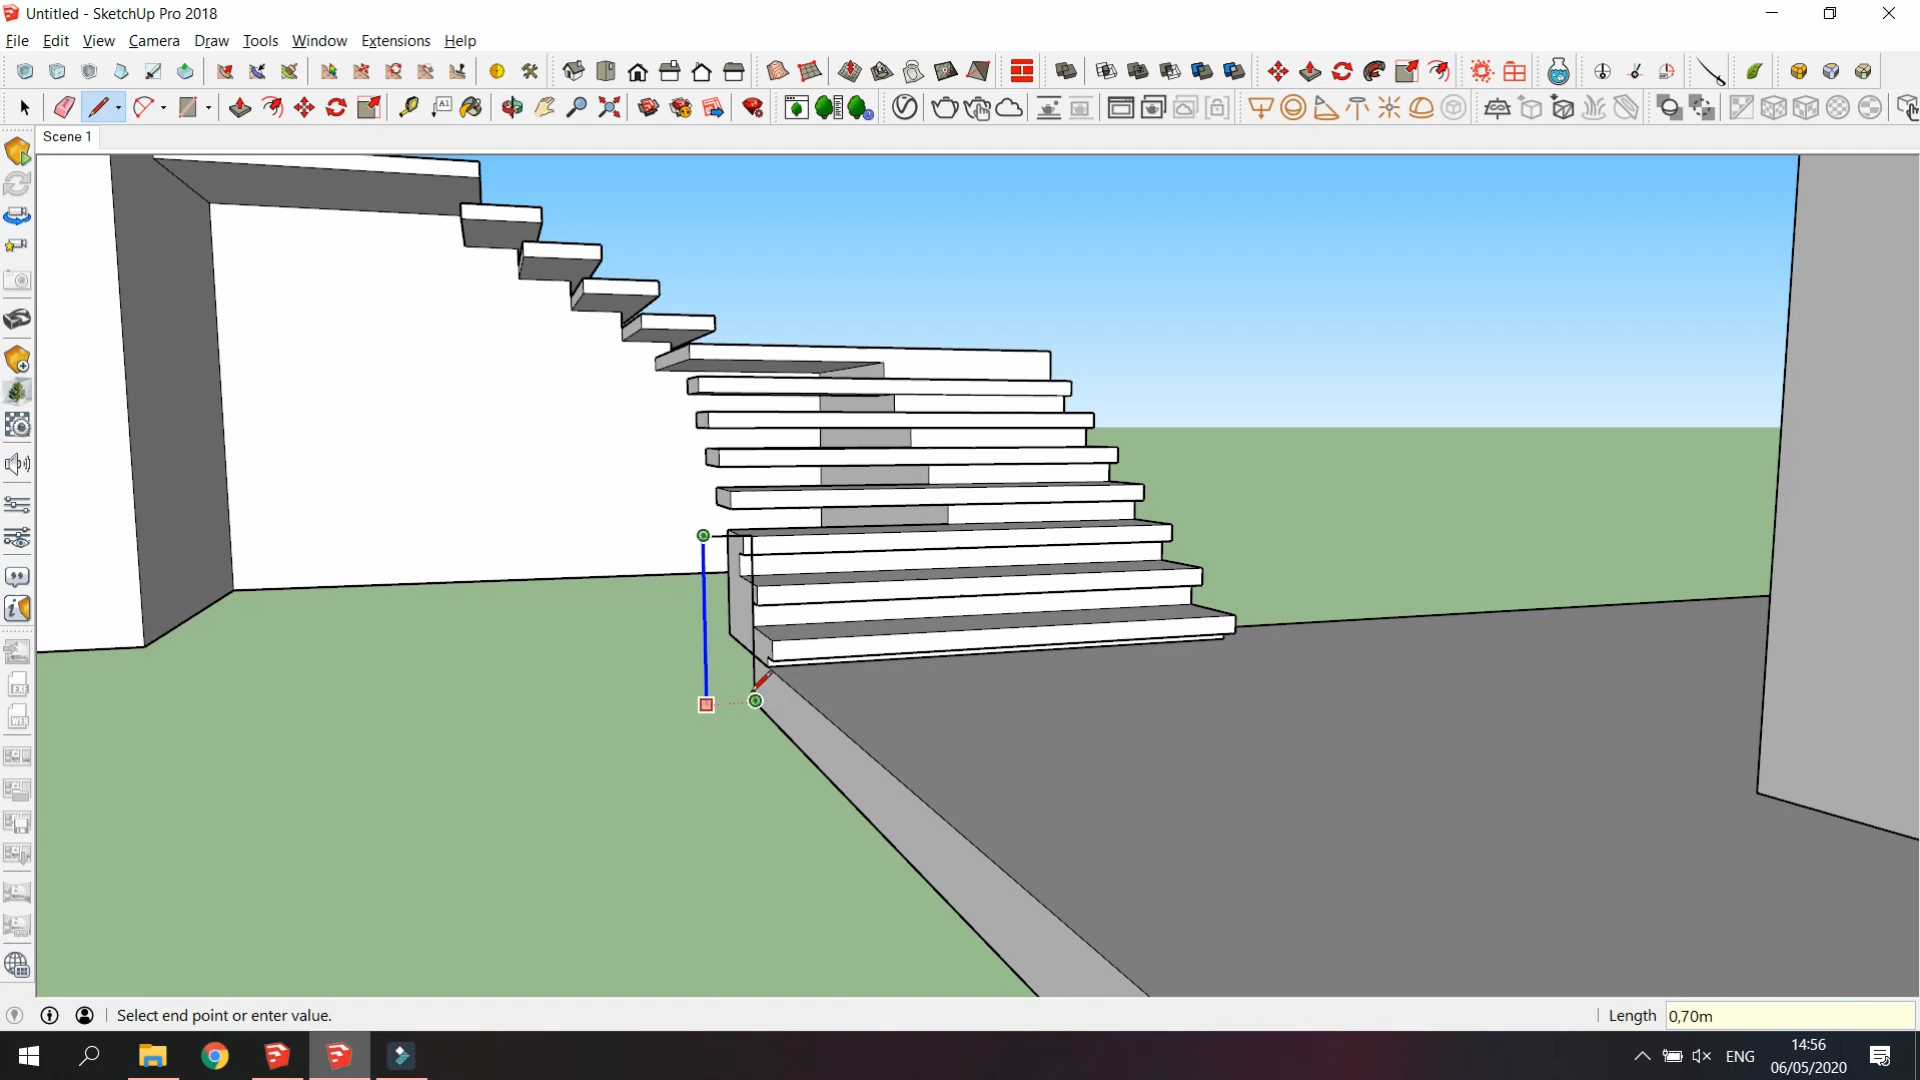 Untitled - SketchUp Pro 2018
File Edit View Camera Draw Tools Window Extensions Help
A1
Scene 1
Select end point or enter value.
Length 0,70m
ENG
14:56
06/05/2020